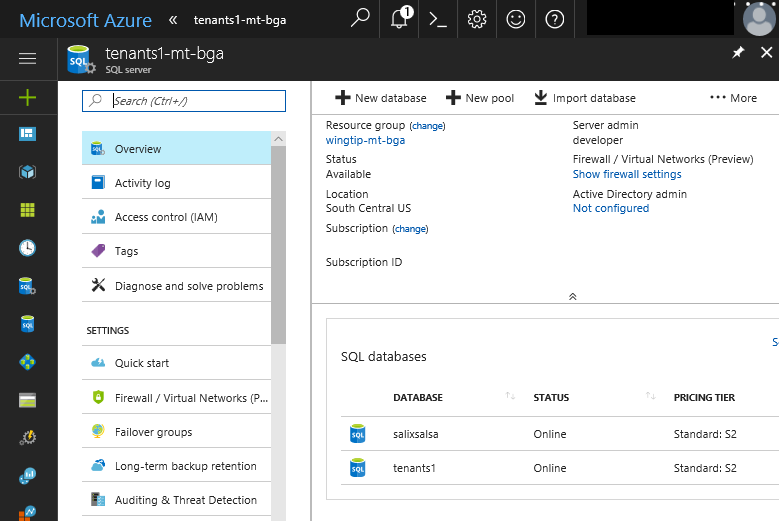 Microsoft Azure « tenants1-mt-bga
1
tenants1-mt-bga
SQL server
Search (Ctrl+/)
Overview
Activity log
Access control (IAM)
Tags
Diagnose and solve problems
SETTINGS
Quick start
Firewall / Virtual Networks (P...
Failover groups
Long-term backup retention
Auditing & Threat Detection
New database New pool Import database ••• More
Resource group (change)
wingtip-mt-bga
Status
Available
Location
South Central US
Subscription (change)
Subscription ID
Server admin
developer
Firewall / Virtual Networks (Preview)
Show firewall settings
Active Directory admin
Not configured
SQL databases
DATABASE STATUS PRICING TIER
SQL salixsalsa Online Standard: S2
SQL tenants1 Online Standard: S2